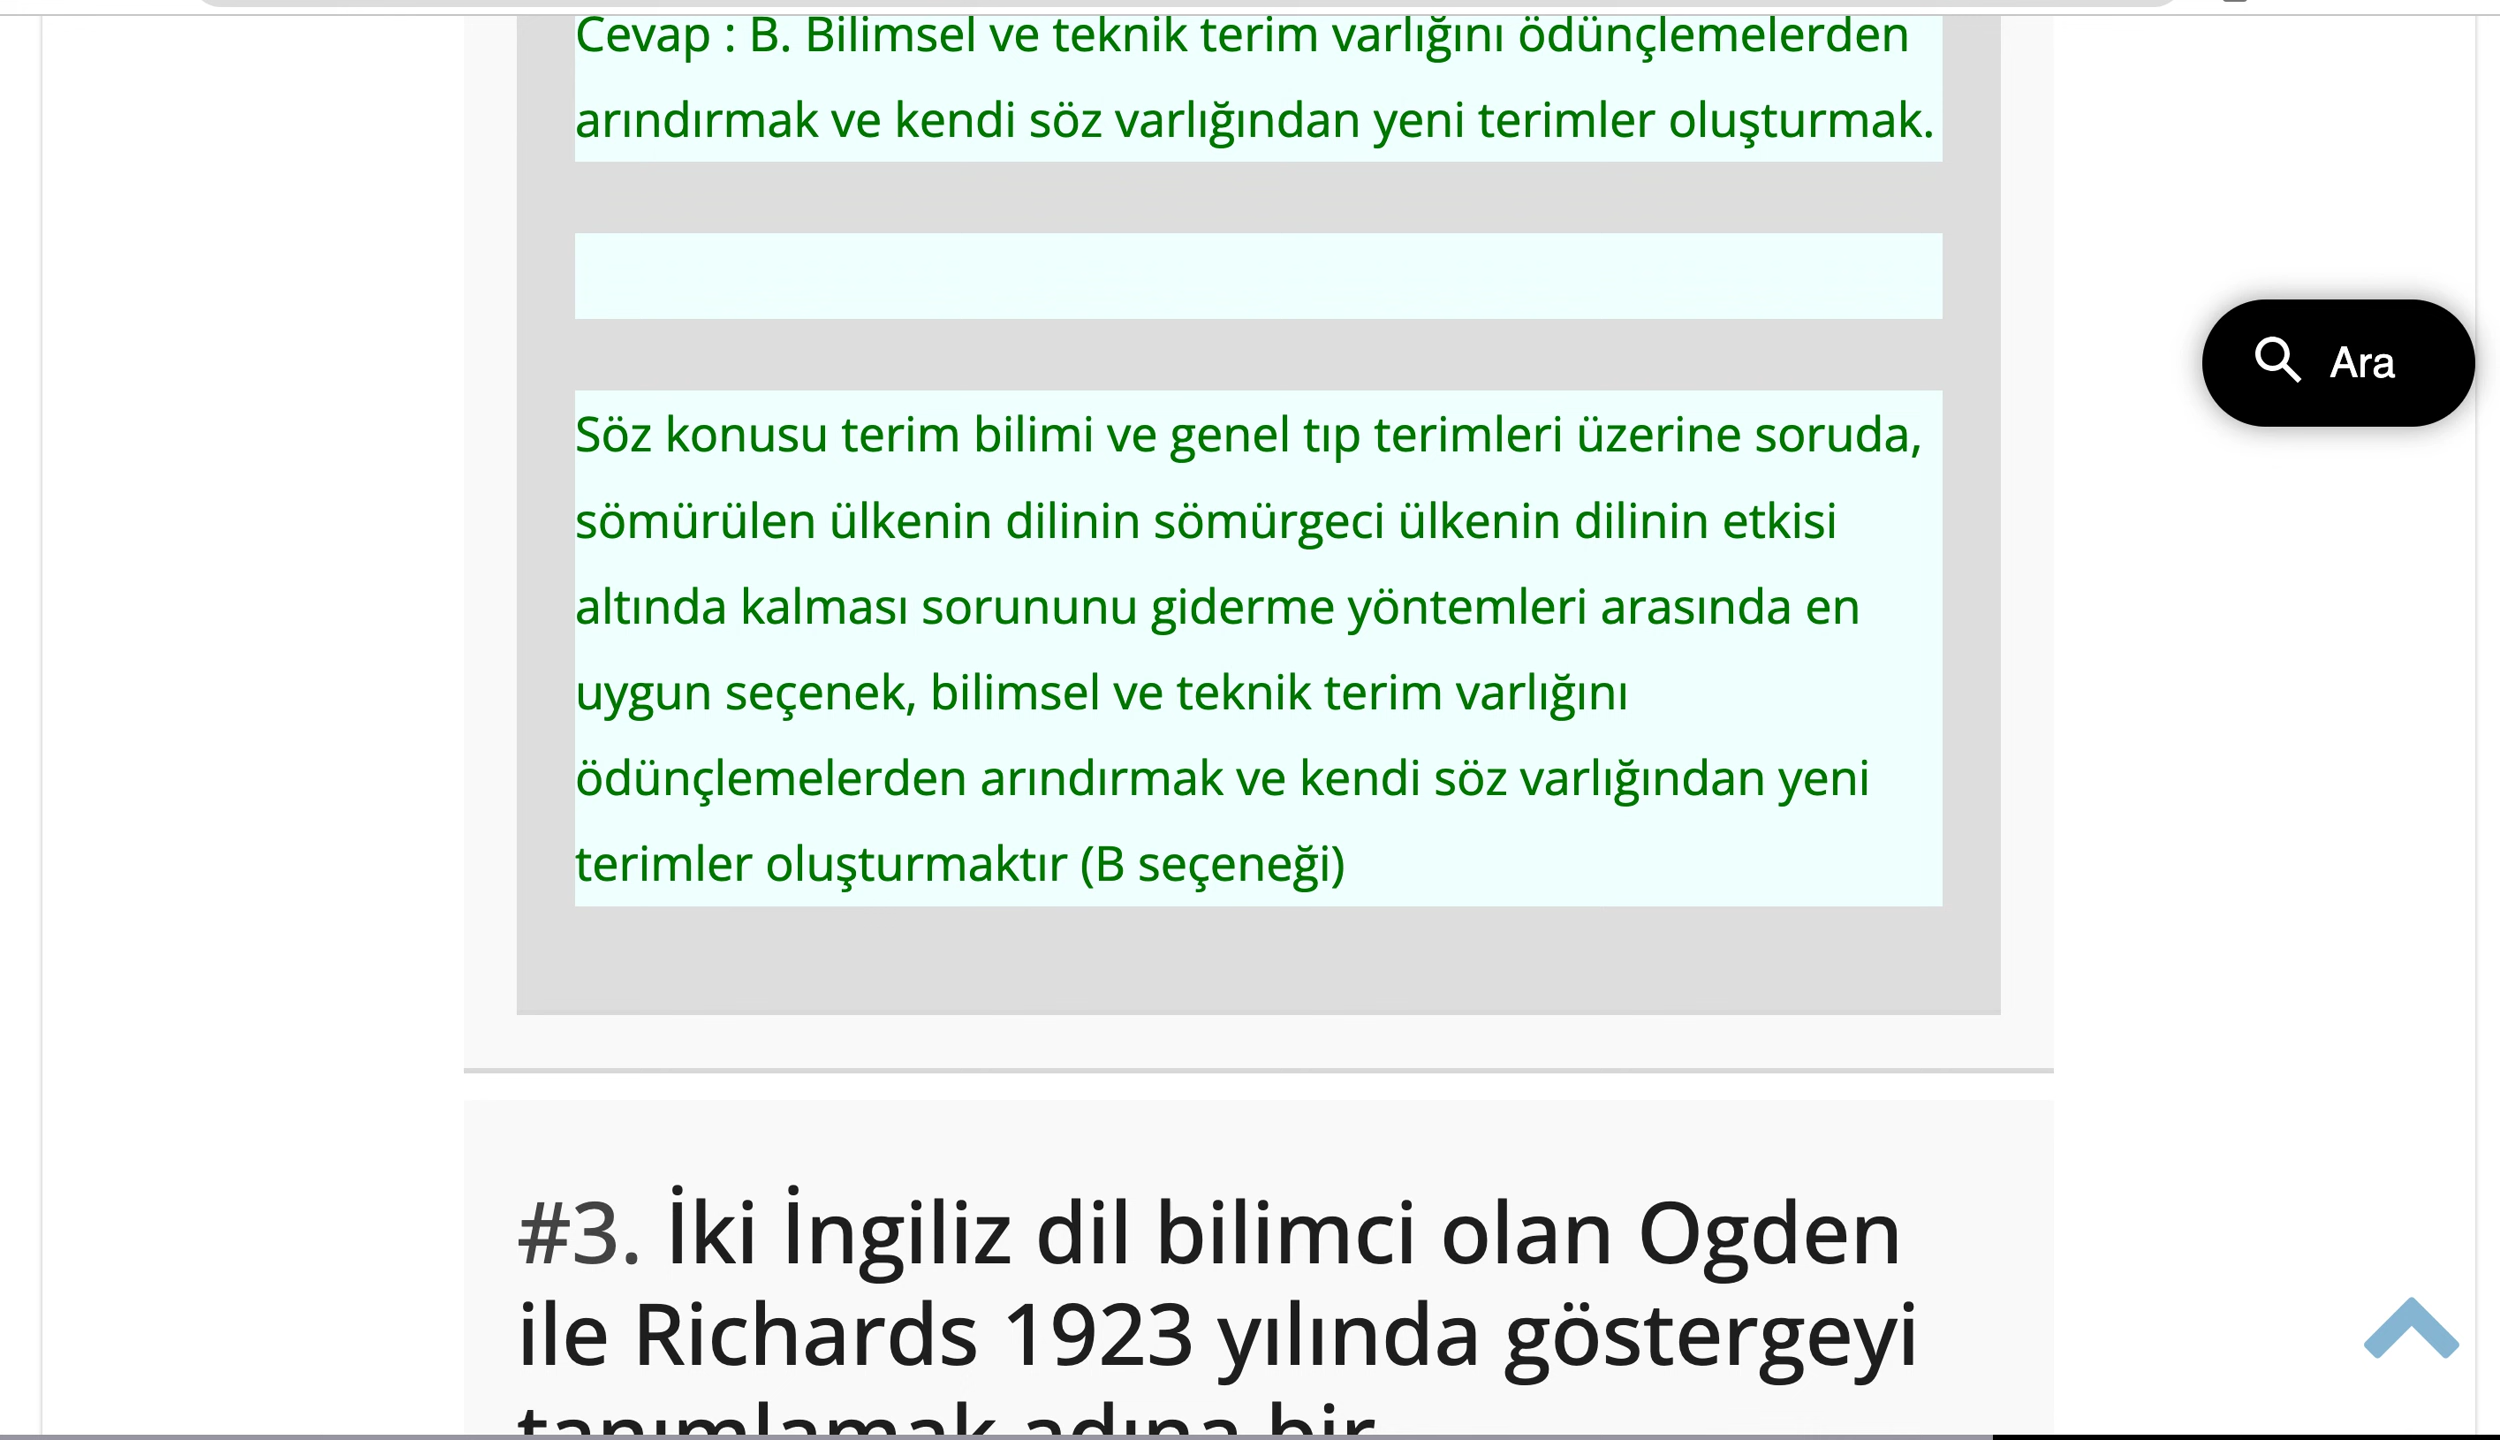 Cevap : B. Bilimsel ve teknik terim varlığını ödünçlemelerden
arındırmak ve kendi söz varlığından yeni terimler oluşturmak.
Ara
Söz konusu terim bilimi ve genel tıp terimleri üzerine soruda,
sömürülen ülkenin dilinin sömürgeci ülkenin dilinin etkisi
altında kalması sorununu giderme yöntemleri arasında en
uygun seçenek, bilimsel ve teknik terim varlığını
ödünçlemelerden arındırmak ve kendi söz varlığından yeni
terimler oluşturmaktır (B seçeneği)
#3. İki İngiliz dil bilimci olan Ogden
ile Richards 1923 yılında göstergeyi
tanımlamak adına bir